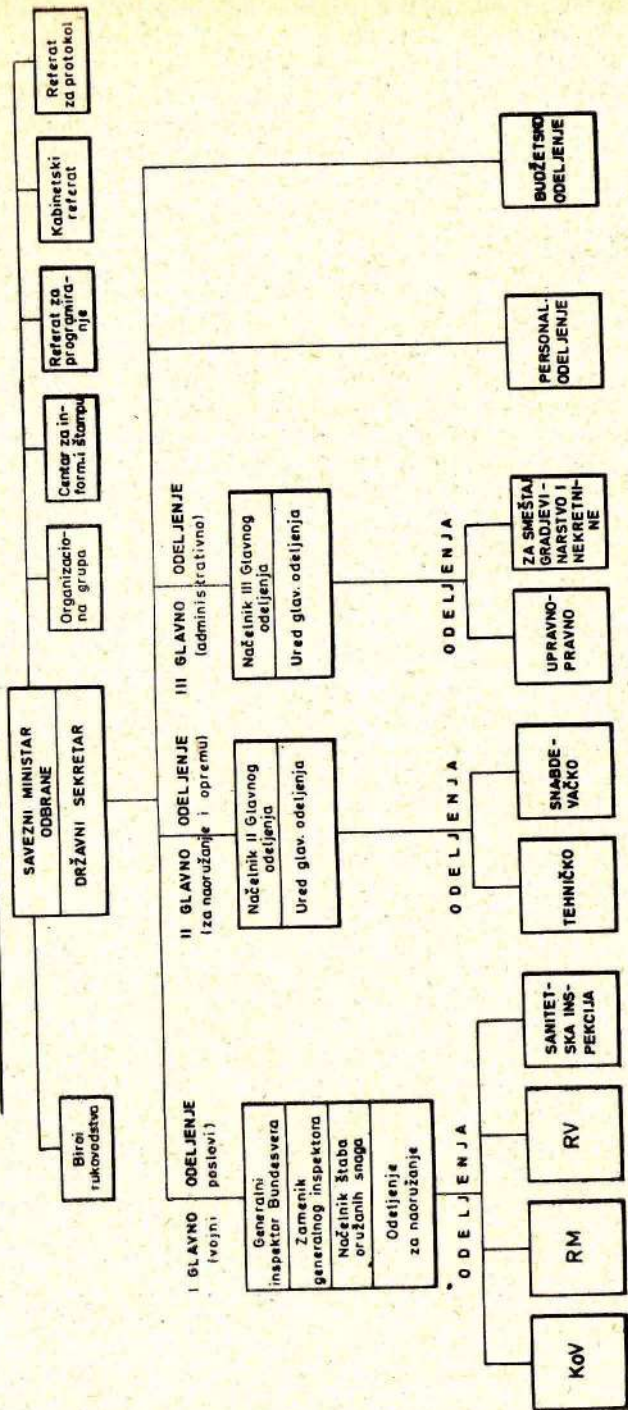 SAVEZNI MINISTAR
ODBRANE
DRŽAVNI SEKRETAR
Biroi
rukovodstva
Organizacio-
na grupa
Centar za in-
form.i štampu
Referat za
programira-
nje
Kabinetski
referat
Referat
za protokol
I GLAVNO ODELJENJE
(vojni poslovi)
Generalni
inspektor Bundesvera
Zamenik
generalnog inspektora
Načelnik štaba
oružanih snaga
Odeljenje
za naoružanje
ODELJENJA
KoV
RM
RV
SANITET-
SKA INS-
PEKCIJA
II GLAVNO ODELJENJE
(za naoružanje i opremu)
Načelnik II Glavnog
odeljenja
Ured glav. odeljenja
ODELJENJA
TEHNIČKO
SNABDE-
VAČKO
III GLAVNO ODELJENJE
(administrativno)
Načelnik III Glavnog
odeljenja
Ured glav. odeljenja
ODELJENJA
UPRAVNO-
PRAVNO
ZA SMEŠTAJ
GRADJEVI-
NARSTVO I
NEKRETNI-
NE
PERSONAL.
ODELJENJE
BUDŽETSKO
ODELJENJE